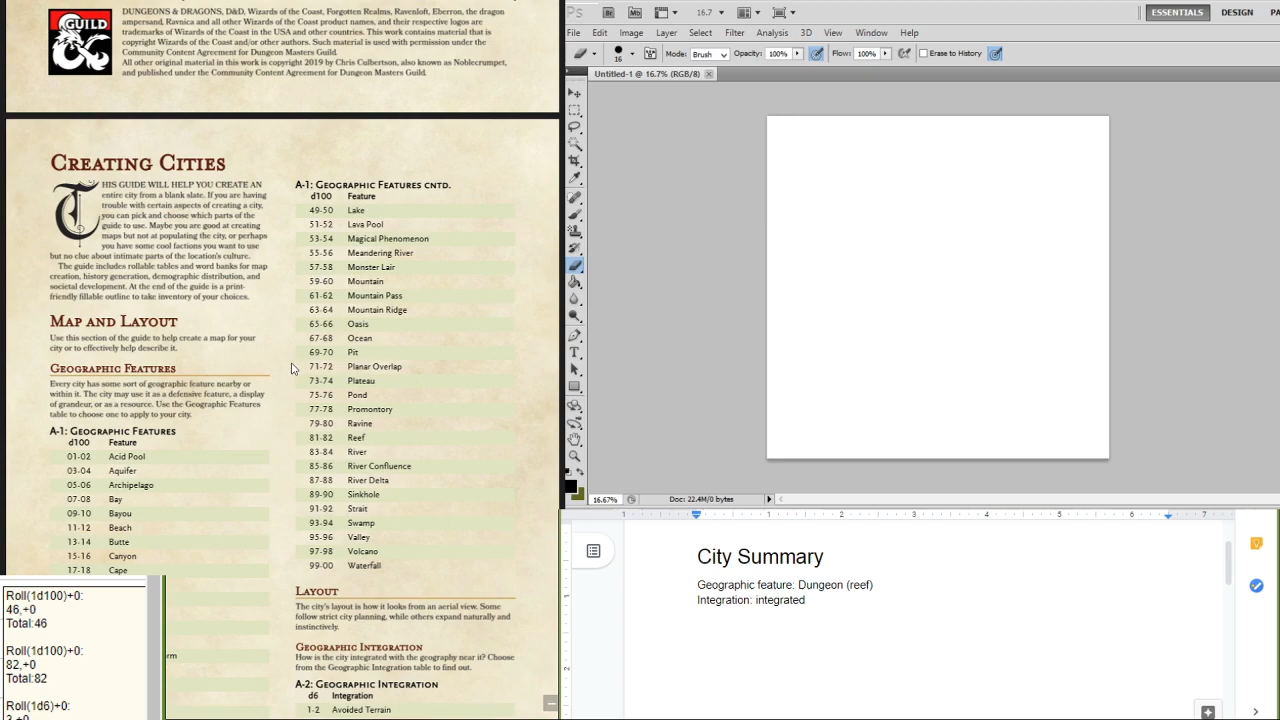 GUILD
DUNGEONS & DRAGONS, D&D, Wizards of the Coast, Forgotten Realms, Ravenloft, Eberron, the dragon
ampersand, Ravnica and all other Wizards of the Coast product names, and their respective logos are
trademarks of Wizards of the Coast in the USA and other countries. This work contains material that is
copyright Wizards of the Coast and/or other authors. Such material is used with permission under the
Community Content Agreement for Dungeon Masters Guild.
All other original material in this work is copyright 2019 by Chris Culbertson, also known as Noblecrumpet,
and published under the Community Content Agreement for Dungeon Masters Guild.
Creating Cities
THIS GUIDE WILL HELP YOU CREATE AN
entire city from a blank slate. If you are having
trouble with certain aspects of creating a city,
you can pick and choose which parts of the
guide to use. Maybe you are good at creating
maps but not at populating the city, or perhaps
you have some cool factions you want to use
but no clue about intimate parts of the location's culture.
The guide includes rollable tables and word banks for map
creation, history generation, demographic distribution, and
societal development. At the end of the guide is a print-
friendly fillable outline to take inventory of your choices.
Map and Layout
Use this section of the guide to help create a map for your
city or to effectively help describe it.
Geographic Features
Every city has some sort of geographic feature nearby or
within it. The city may use it as a defensive feature, a display
of grandeur, or as a resource. Use the Geographic Features
table to choose one to apply to your city.
A-1: Geographic Features
d100 Feature
01-02 Acid Pool
03-04 Aquifer
05-06 Archipelago
07-08 Bay
09-10 Bayou
11-12 Beach
13-14 Butte
15-16 Canyon
17-18 Cape
rm
A-1: Geographic Features cntd.
d100 Feature
49-50 Lake
51-52 Lava Pool
53-54 Magical Phenomenon
55-56 Meandering River
57-58 Monster Lair
59-60 Mountain
61-62 Mountain Pass
63-64 Mountain Ridge
65-66 Oasis
67-68 Ocean
69-70 Pit
71-72 Planar Overlap
73-74 Plateau
75-76 Pond
77-78 Promontory
79-80 Ravine
81-82 Reef
83-84 River
85-86 River Confluence
87-88 River Delta
89-90 Sinkhole
91-92 Strait
93-94 Swamp
95-96 Valley
97-98 Volcano
99-00 Waterfall
Layout
The city's layout is how it looks from an aerial view. Some
follow strict city planning, while others expand naturally and
instinctively.
Geographic Integration
How is the city integrated with the geography near it? Choose
from the Geographic Integration table to find out.
A-2: Geographic Integration
d6 Integration
1-2 Avoided Terrain
Roll(1d100)+0:
46,+0
Total:46
Roll(1d100)+0:
82,+0
Total:82
Roll(1d6)+0:
3,+0
PS Br Mb 16.7 ESSENTIALS DESIGN
File Edit Image Layer Select Filter Analysis 3D View Window Help
16 Mode: Brush Opacity: 100% 100% Erase to History
Untitled-1 @ 16.7% (RGB/8)
16.67% Doc: 22.4M/0 bytes
1 1 2 3 4 5 6 7
City Summary
Geographic feature: Dungeon (reef)
Integration: integrated